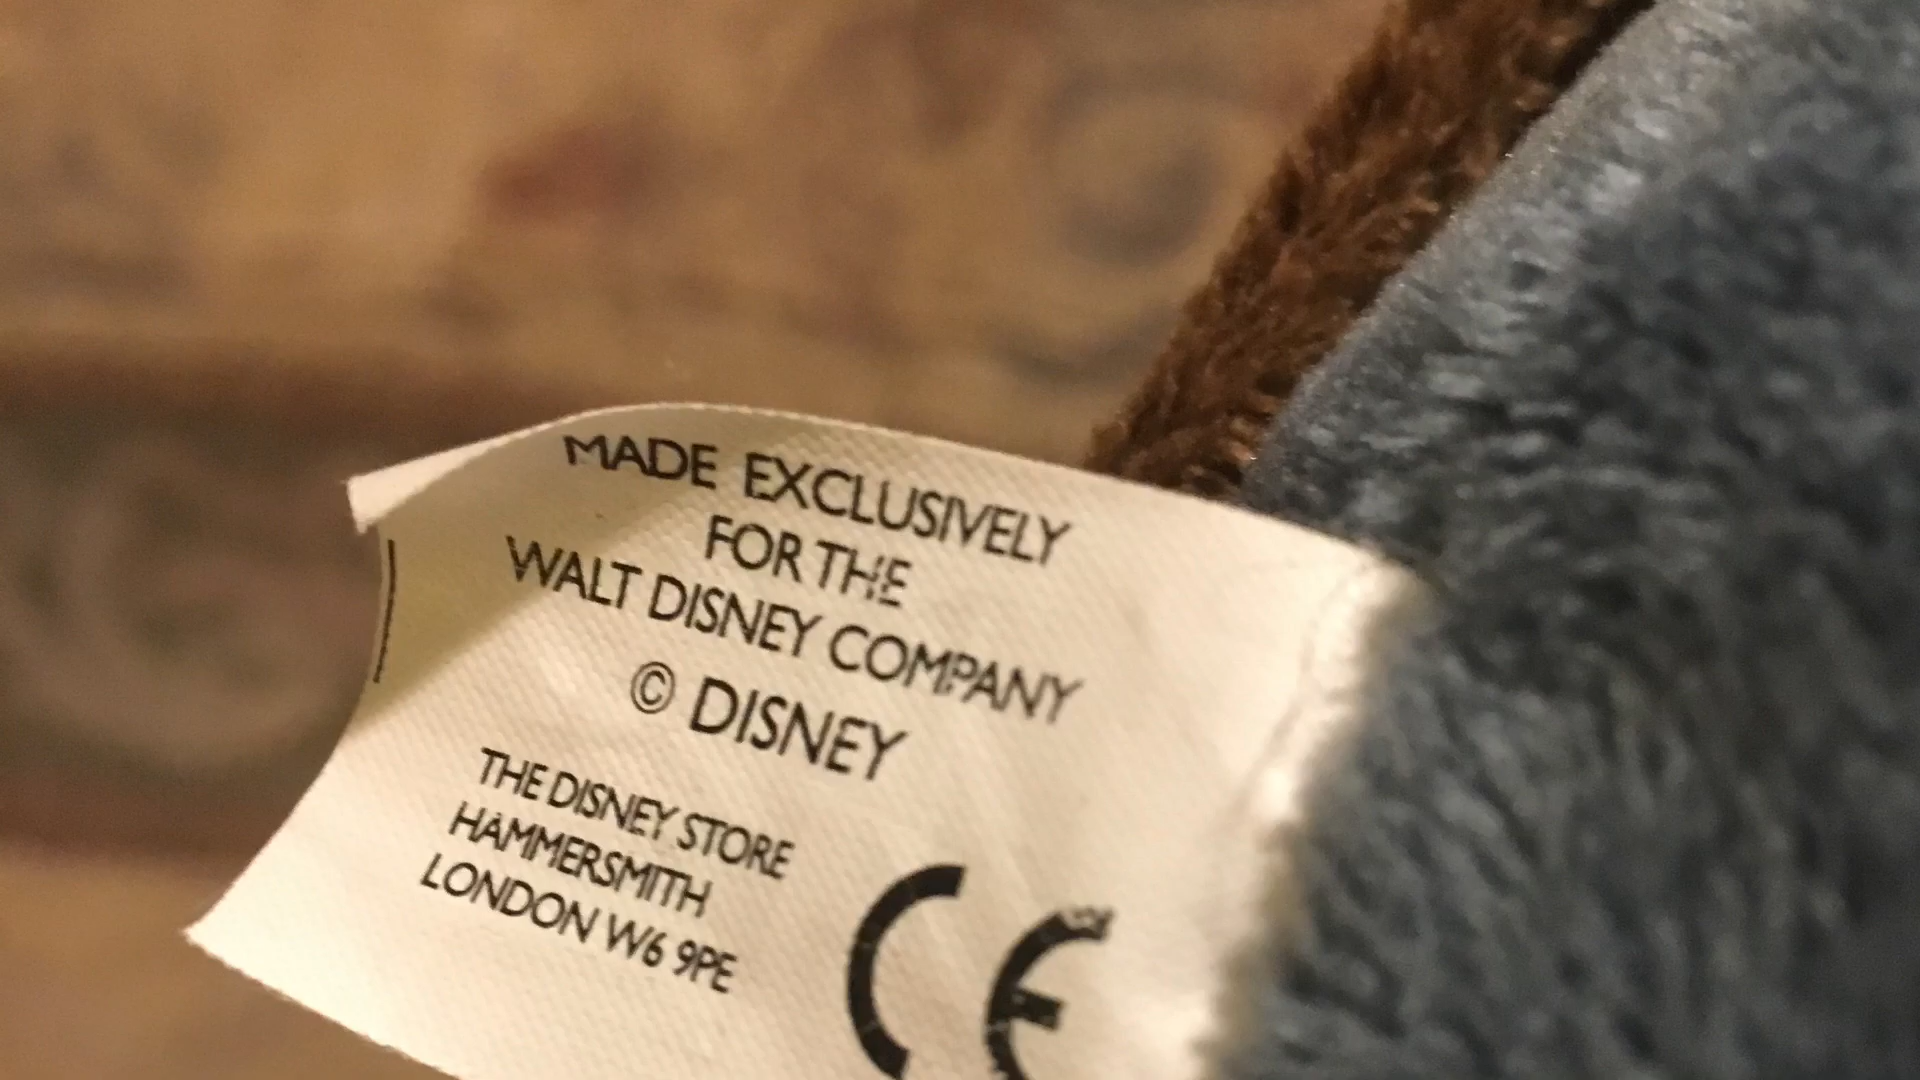 MADE EXCLUSIVELY
FOR THE
WALT DISNEY COMPANY
© DISNEY
THE DISNEY STORE
HAMMERSMITH
LONDON W6 9PE
CE